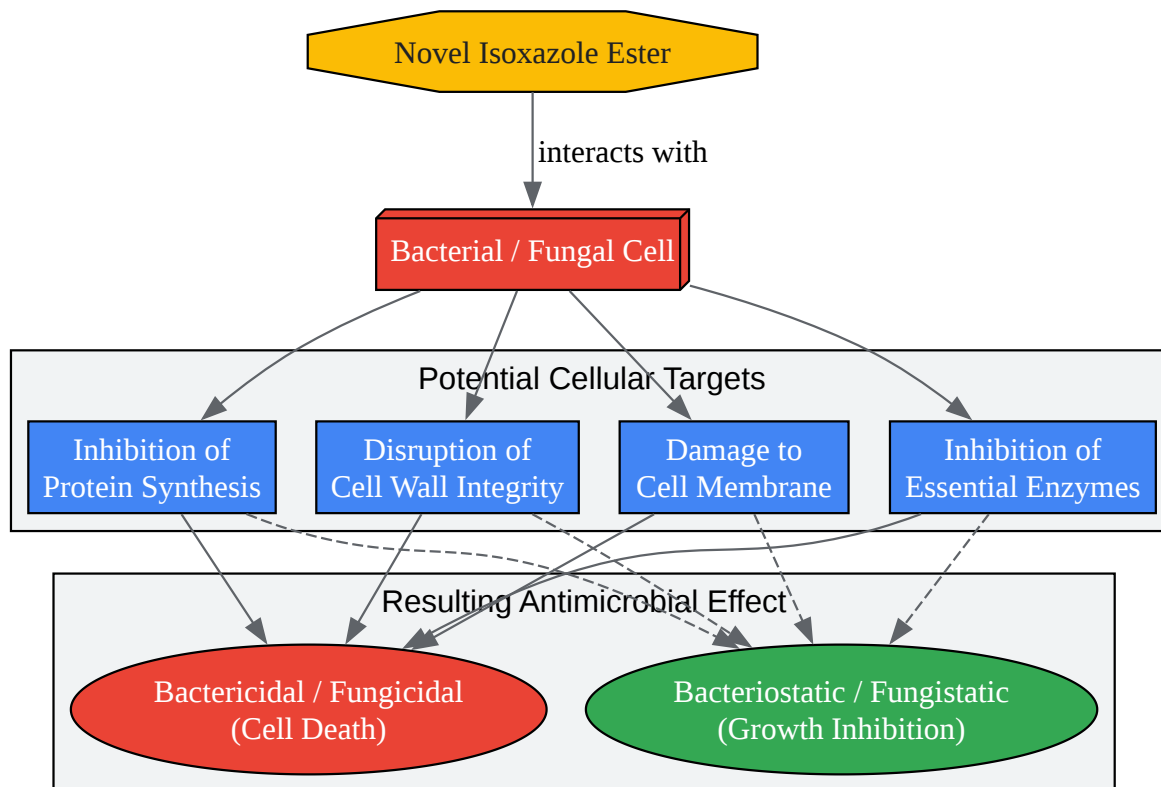 Novel Isoxazole Ester
interacts with
Bacterial / Fungal Cell
Potential Cellular Targets
Inhibition of
Protein Synthesis
Disruption of
Cell Wall Integrity
Damage to
Cell Membrane
Inhibition of
Essential Enzymes
Resulting Antimicrobial Effect
Bactericidal / Fungicidal
(Cell Death)
Bacteriostatic / Fungistatic
(Growth Inhibition)